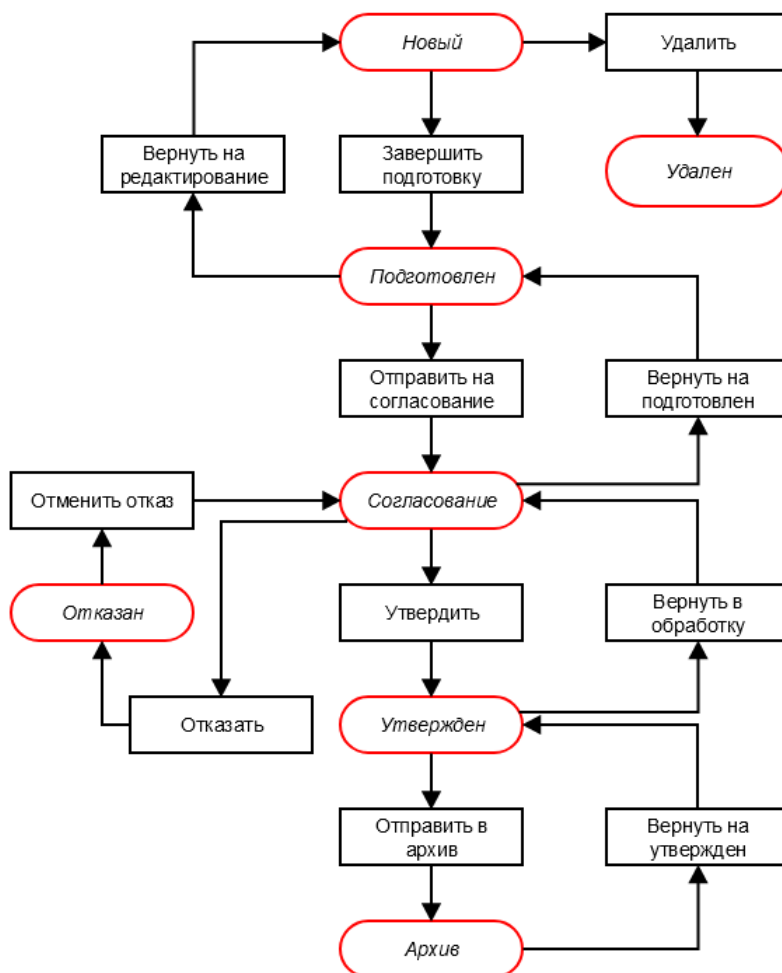 Новый
Удалить
Вернуть на
редактирование
Завершить
подготовку
Удален
Подготовлен
Отправить на
согласование
Вернуть на
подготовлен
Отменить отказ
Согласование
Отказан
Утвердить
Вернуть в
обработку
Отказать
Утвержден
Отправить в
архив
Вернуть на
утвержден
Архив